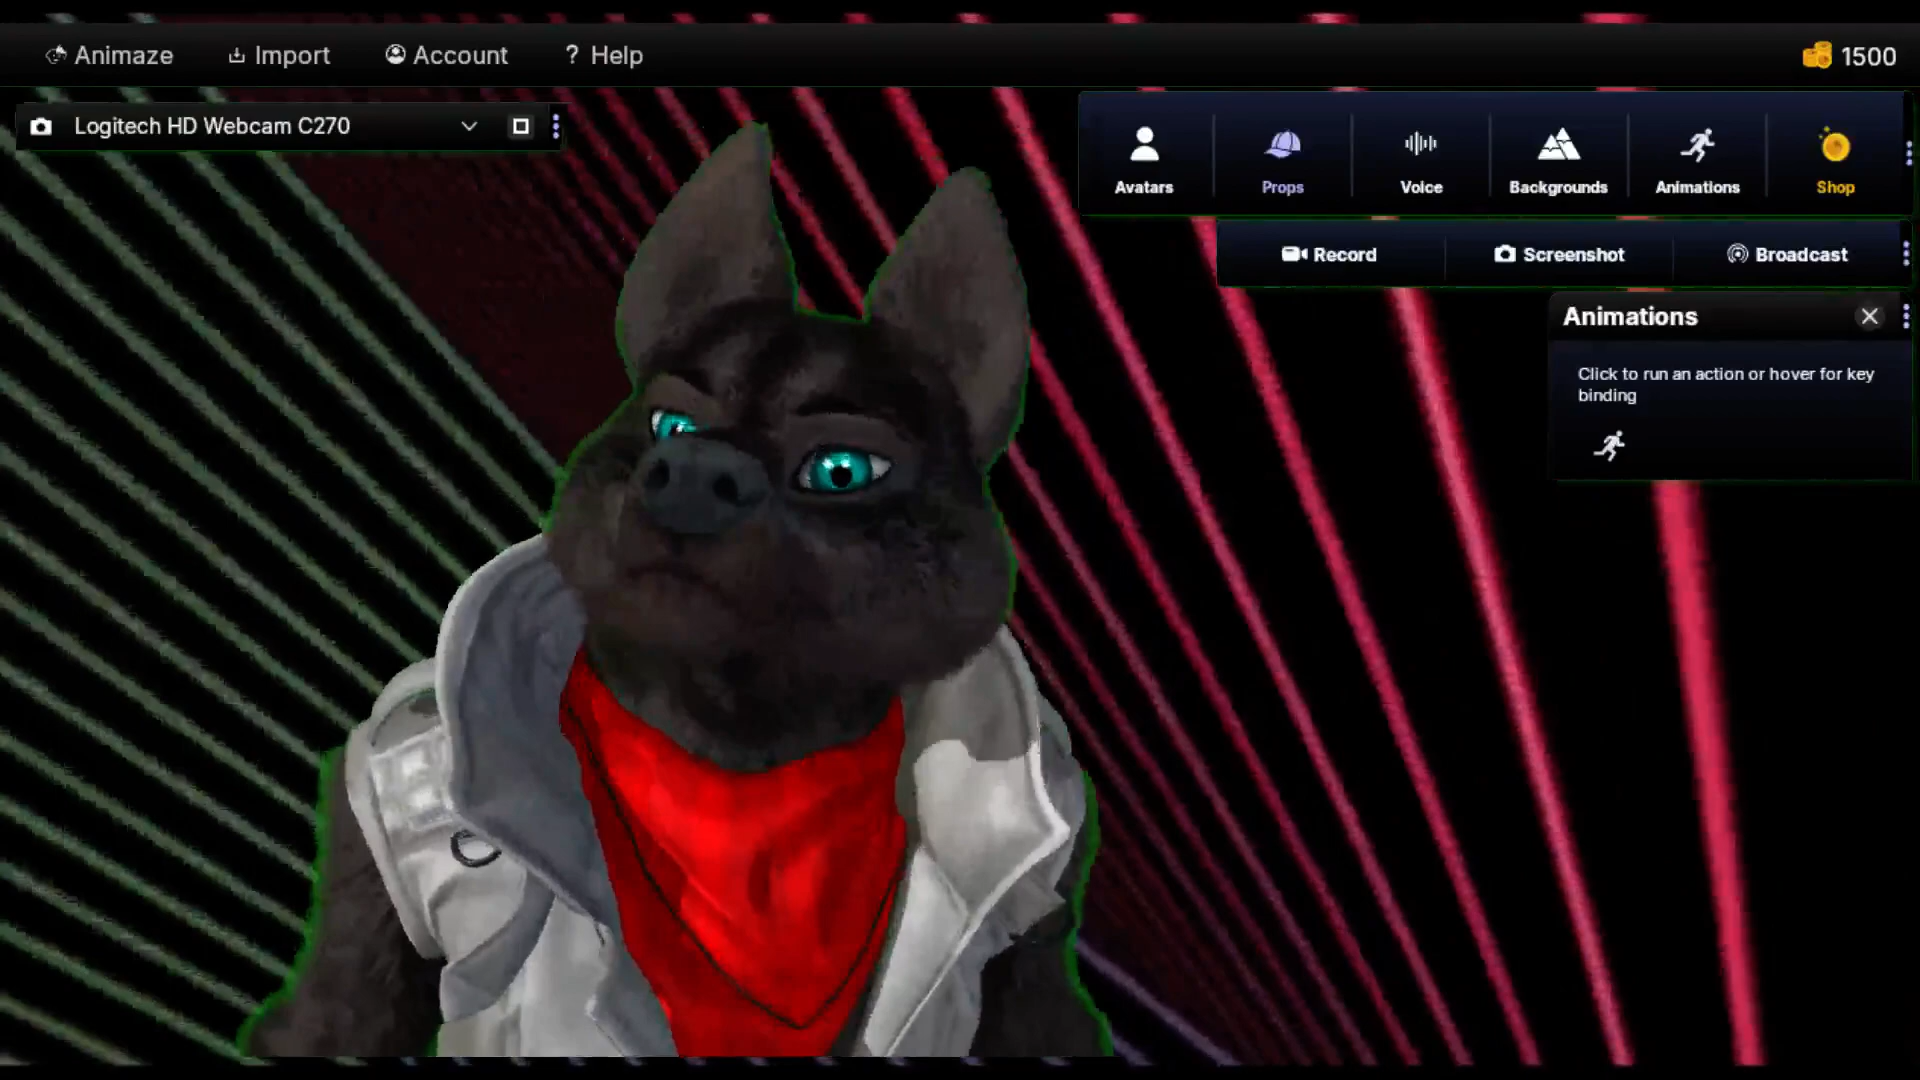 Animaze
Import
Account
? Help
1500
Logitech HD Webcam C270
Avatars
Props
Voice
Backgrounds
Animations
Shop
Record
Screenshot
Broadcast
Animations
Click to run an action or hover for key
binding